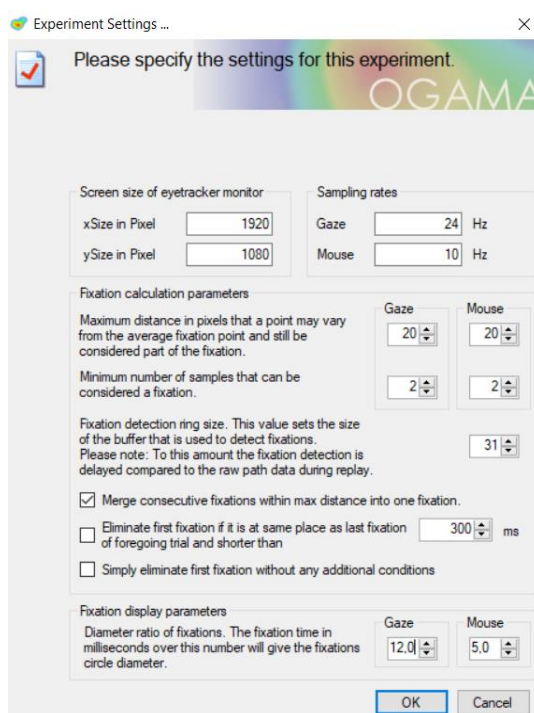 Experiment Settings ...
Please specify the settings for this experiment.
OGAMA
Screen size of eyetracker monitor
xSize in Pixel 1920
ySize in Pixel 1080
Sampling rates
Gaze 24 Hz
Mouse 10 Hz
Fixation calculation parameters
Gaze Mouse
Maximum distance in pixels that a point may vary
from the average fixation point and still be
considered part of the fixation.
20 20
Minimum number of samples that can be
considered a fixation.
2 2
Fixation detection ring size. This value sets the size
of the buffer that is used to detect fixations.
Please note: To this amount the fixation detection is
delayed compared to the raw path data during replay.
31
Merge consecutive fixations within max distance into one fixation.
Eliminate first fixation if it is at same place as last fixation
of foregoing trial and shorter than
300 ms
Simply eliminate first fixation without any additional conditions
Fixation display parameters
Gaze Mouse
Diameter ratio of fixations. The fixation time in
milliseconds over this number will give the fixations
circle diameter.
12,0 5,0
OK Cancel